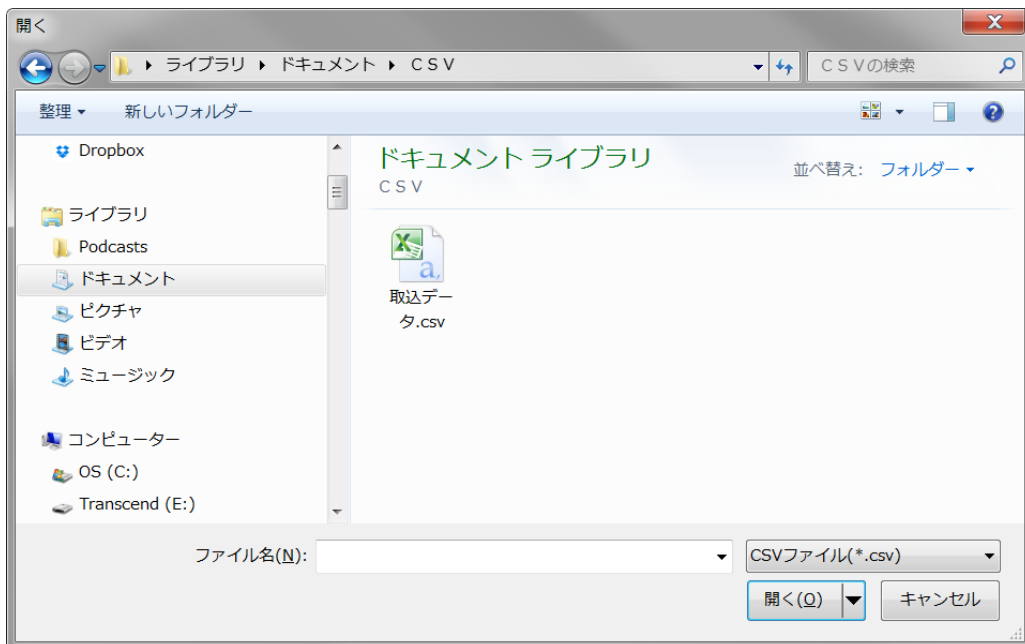 開く
ライブラリ ドキュメント ＣＳＶ
ＣＳＶの検索
整理 新しいフォルダー
Dropbox
ライブラリ
Podcasts
ドキュメント
ピクチャ
ビデオ
ミュージック
コンピューター
OS (C:)
Transcend (E:)
ドキュメント ライブラリ
ＣＳＶ
並べ替え: フォルダー
取込デー
タ.csv
ファイル名(N):
CSVファイル(*.csv)
開く(O) キャンセル